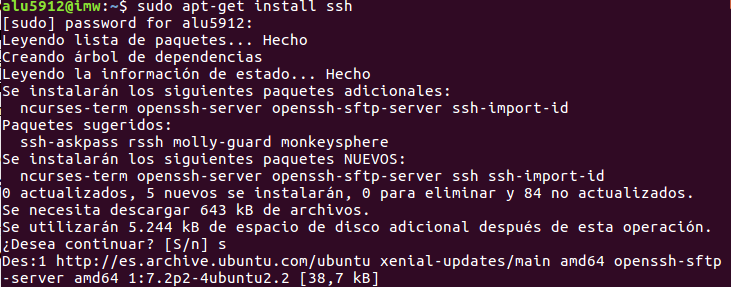 alu5912@imw:~$ sudo apt-get install ssh
[sudo] password for alu5912:
Leyendo lista de paquetes... Hecho
Creando árbol de dependencias
Leyendo la información de estado... Hecho
Se instalarán los siguientes paquetes adicionales:
  ncurses-term openssh-server openssh-sftp-server ssh-import-id
Paquetes sugeridos:
  ssh-askpass rssh molly-guard monkeysphere
Se instalarán los siguientes paquetes NUEVOS:
  ncurses-term openssh-server openssh-sftp-server ssh ssh-import-id
0 actualizados, 5 nuevos se instalarán, 0 para eliminar y 84 no actualizados.
Se necesita descargar 643 kB de archivos.
Se utilizarán 5.244 kB de espacio de disco adicional después de esta operación.
¿Desea continuar? [S/n] s
Des:1 http://es.archive.ubuntu.com/ubuntu xenial-updates/main amd64 openssh-sftp
-server amd64 1:7.2p2-4ubuntu2.2 [38,7 kB]